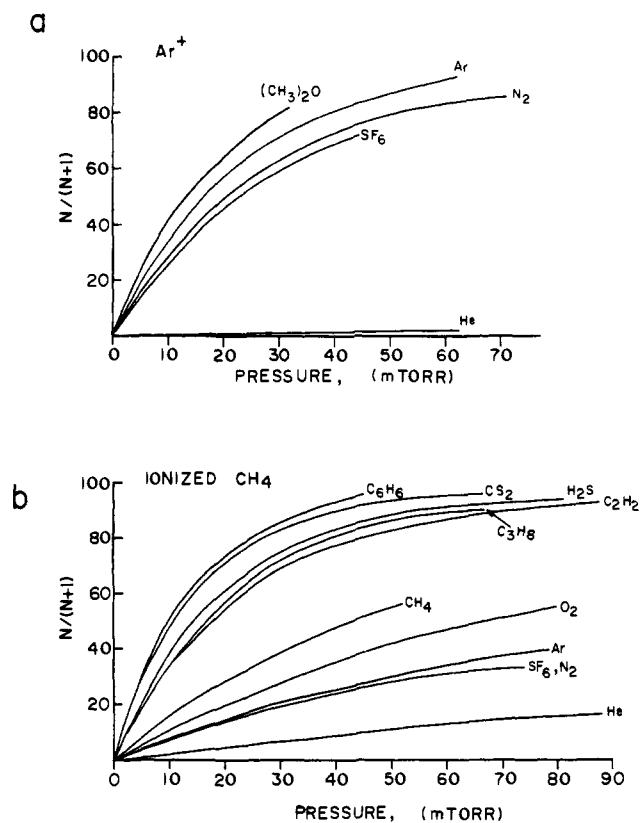 a
Ar+
100
80
60
40
20
N/(N+1)
(CH3)2O
Ar
N2
SF6
He
0 10 20 30 40 50 60 70
PRESSURE, (mTORR)
b
IONIZED CH4
100
80
60
40
20
N/(N+1)
C6H6
CS2
H2S
C2H2
C3H8
CH4
O2
Ar
SF6,N2
He
0 10 20 30 40 50 60 70 80 90
PRESSURE, (mTORR)